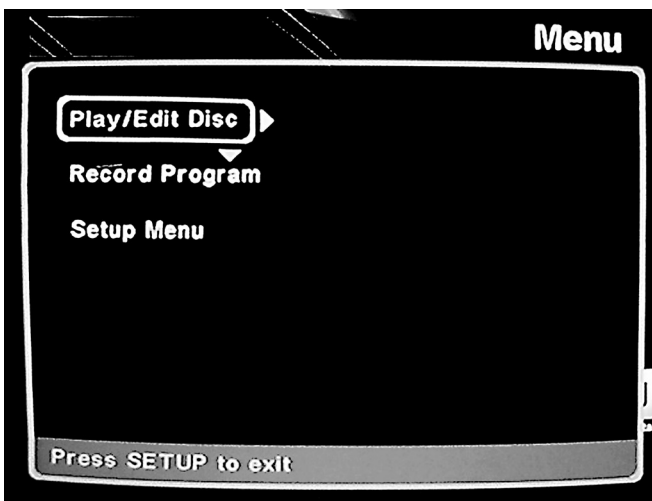 Menu
Play/Edit Disc
Record Program
Setup Menu
Press SETUP to exit